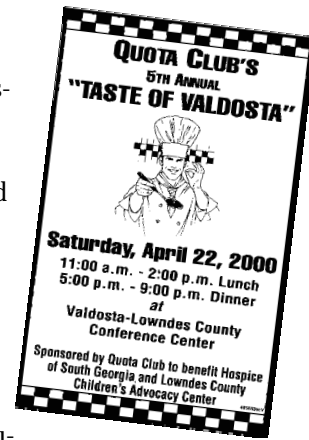 QUOTA CLUB'S
5TH ANNUAL
"TASTE OF VALDOSTA"
Saturday, April 22, 2000
11:00 a.m. - 2:00 p.m. Lunch
5:00 p.m. - 9:00 p.m. Dinner
at
Valdosta-Lowndes County
Conference Center
Sponsored by Quota Club to benefit Hospice
of South Georgia and Lowndes County
Children's Advocacy Center